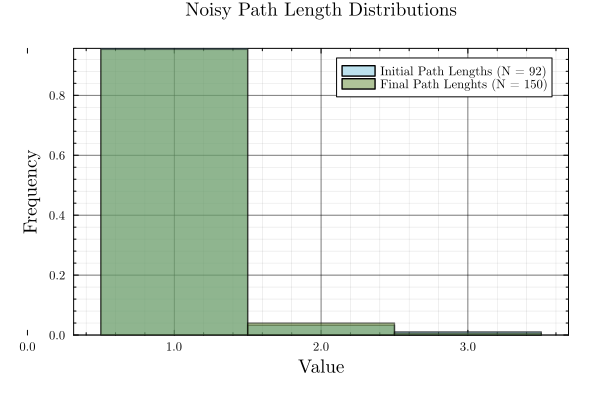 Noisy Path Length Distributions
Initial Path Lengths (N = 92)
Final Path Lenghts (N = 150)
Frequency
0.8
0.6
0.4
0.2
0.0
0.0
1.0
2.0
3.0
Value